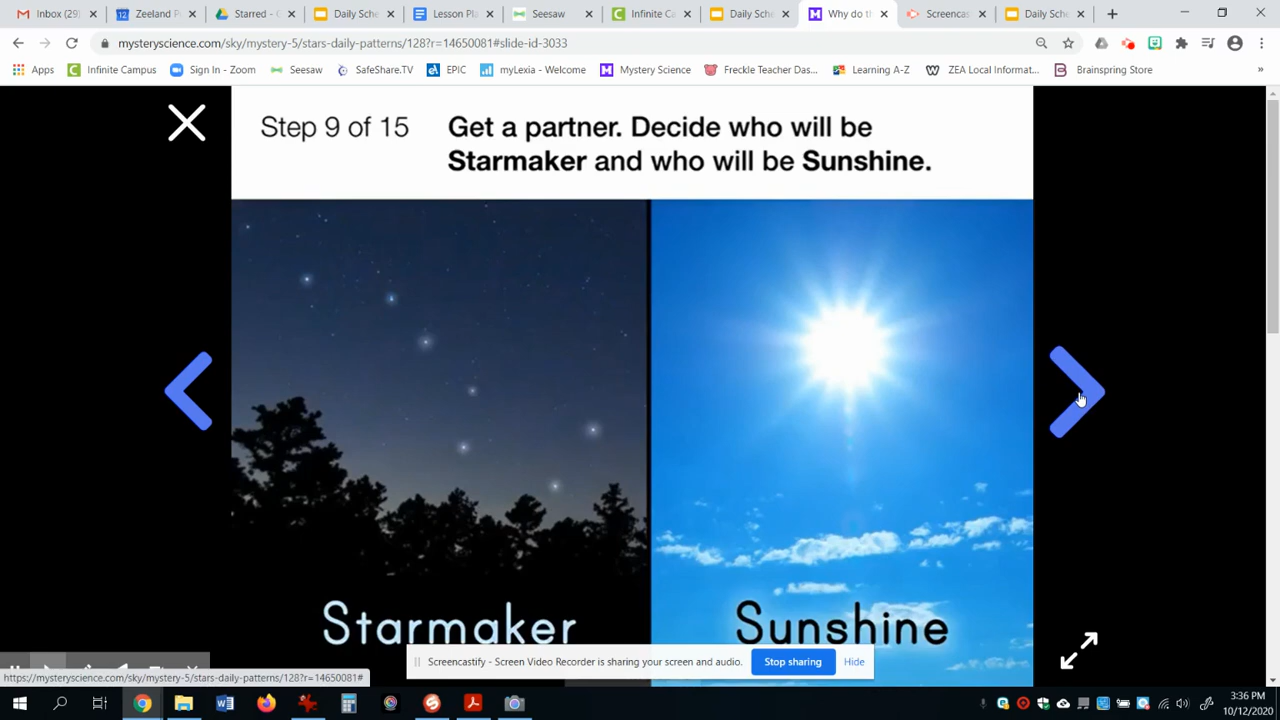 Inbox (29)
Zeeland P
Starred - G
Daily Sche
Lesson Pla
Seesaw
Infinite Ca
Daily Sche
Why do th
Screencas
Daily Sche
mysteryscience.com/sky/mystery-5/stars-daily-patterns/128?r=14650081#slide-id-3033
Apps
Infinite Campus
Sign In - Zoom
Seesaw
SafeShare.TV
EPIC
myLexia - Welcome
Mystery Science
Freckle Teacher Das...
Learning A-Z
ZEA Local Informat...
Brainspring Store
»
Step 9 of 15
Get a partner. Decide who will be
Starmaker and who will be Sunshine.
Starmaker
Sunshine
Screencastify - Screen Video Recorder is sharing your screen and audio.
Stop sharing
Hide
https://mysteryscience.com/sky/mystery-5/stars-daily-patterns/128?r=14650081#
3:36 PM
10/12/2020